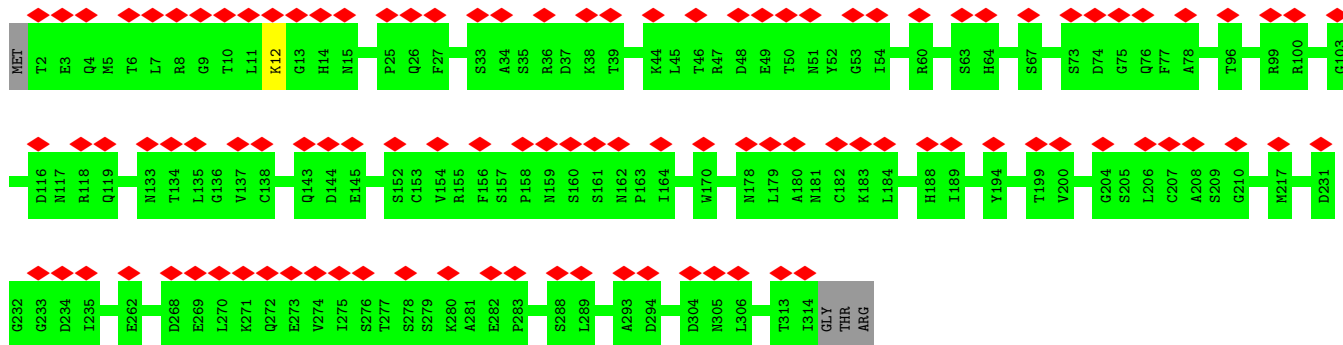 MET T2 E3 Q4 M5 T6 L7 R8 G9 T10 L11 K12 G13 H14 N15 P25 Q26 F27 S33 A34 S35 R36 D37 K38 T39 K44 L45 T46 R47 D48 E49 T50 N51 Y52 G53 I54 R60 S63 H64 S67 S73 D74 G75 Q76 F77 A78 T96 R99 R100 G103
D116 N117 R118 Q119 N133 T134 L135 G136 V137 C138 Q143 D144 E145 S152 C153 V154 R155 F156 S157 P158 N159 S160 S161 N162 P163 I164 W170 N178 L179 A180 N181 C182 K183 L184 H188 I189 Y194 T199 V200 G204 S205 L206 C207 A208 S209 G210 M217 D231
G232 G233 D234 I235 E262 D268 E269 L270 K271 Q272 E273 V274 I275 S276 T277 S278 S279 K280 A281 E282 P283 S288 L289 A293 D294 D304 N305 L306 T313 I314 GLY THR ARG